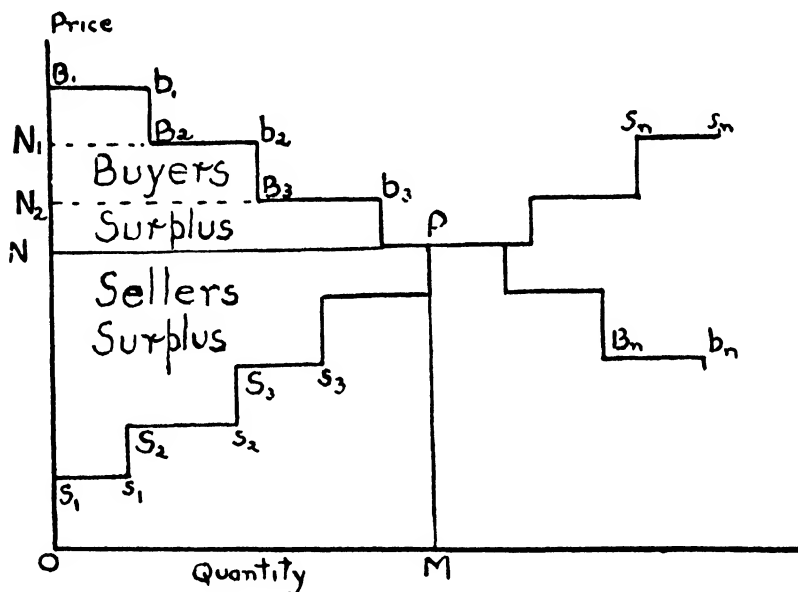 Price
B₁ b₁
N₁ B₂ b₂ Sₙ sₙ
Buyers
N₂ B₃ b₃
Surplus P
N
Sellers
Surplus
S₃ s₃ Bₙ bₙ
S₂ s₂
S₁ s₁
O Quantity M